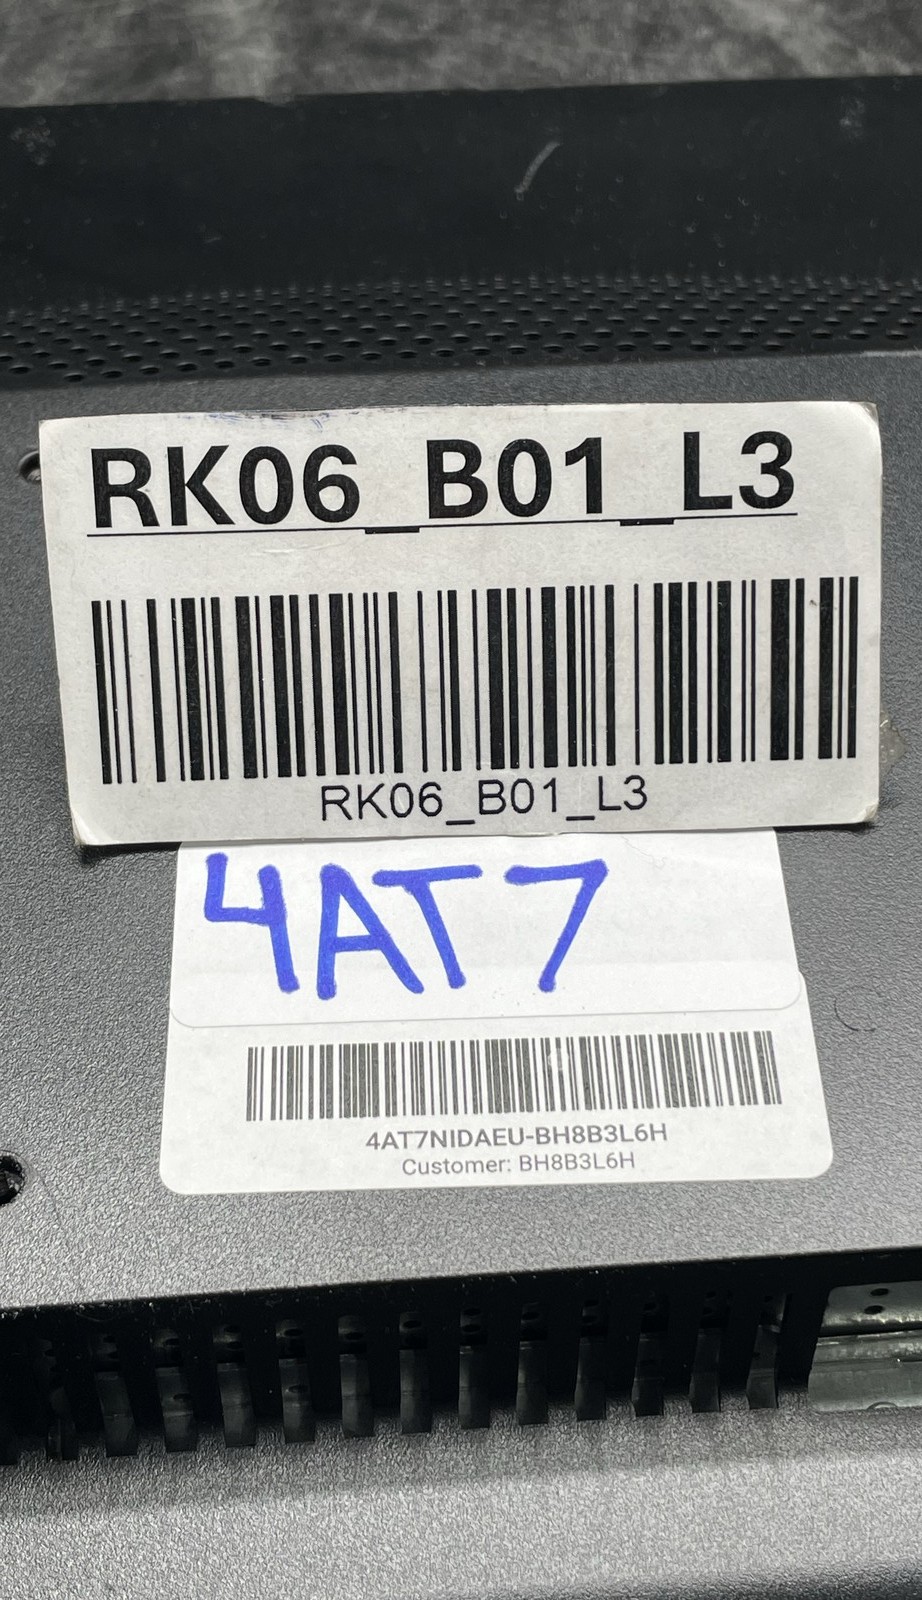 RK06_B01_L3
RK06_B01_L3
4AT7
4AT7NIDAEU-BH8B3L6H
Customer: BH8B3L6H